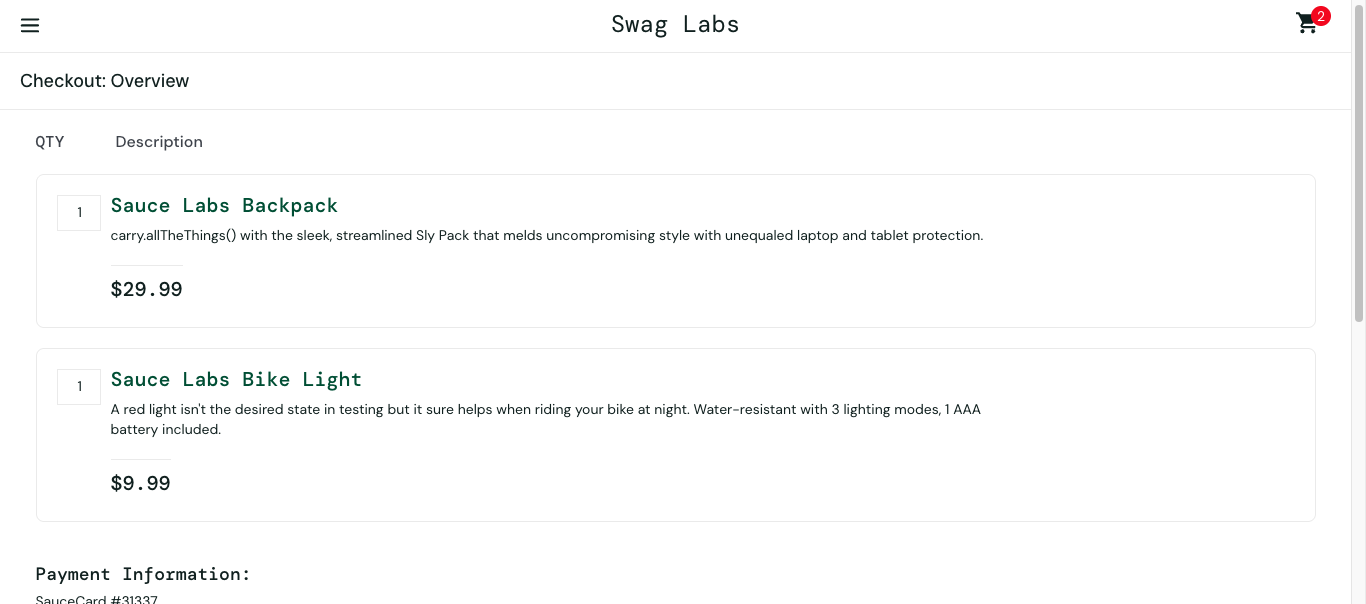 Swag Labs
2
Checkout: Overview
QTY Description
1
Sauce Labs Backpack
carry.allTheThings() with the sleek, streamlined Sly Pack that melds uncompromising style with unequaled laptop and tablet protection.
$29.99
1
Sauce Labs Bike Light
A red light isn't the desired state in testing but it sure helps when riding your bike at night. Water-resistant with 3 lighting modes, 1 AAA
battery included.
$9.99
Payment Information:
SauceCard #31337